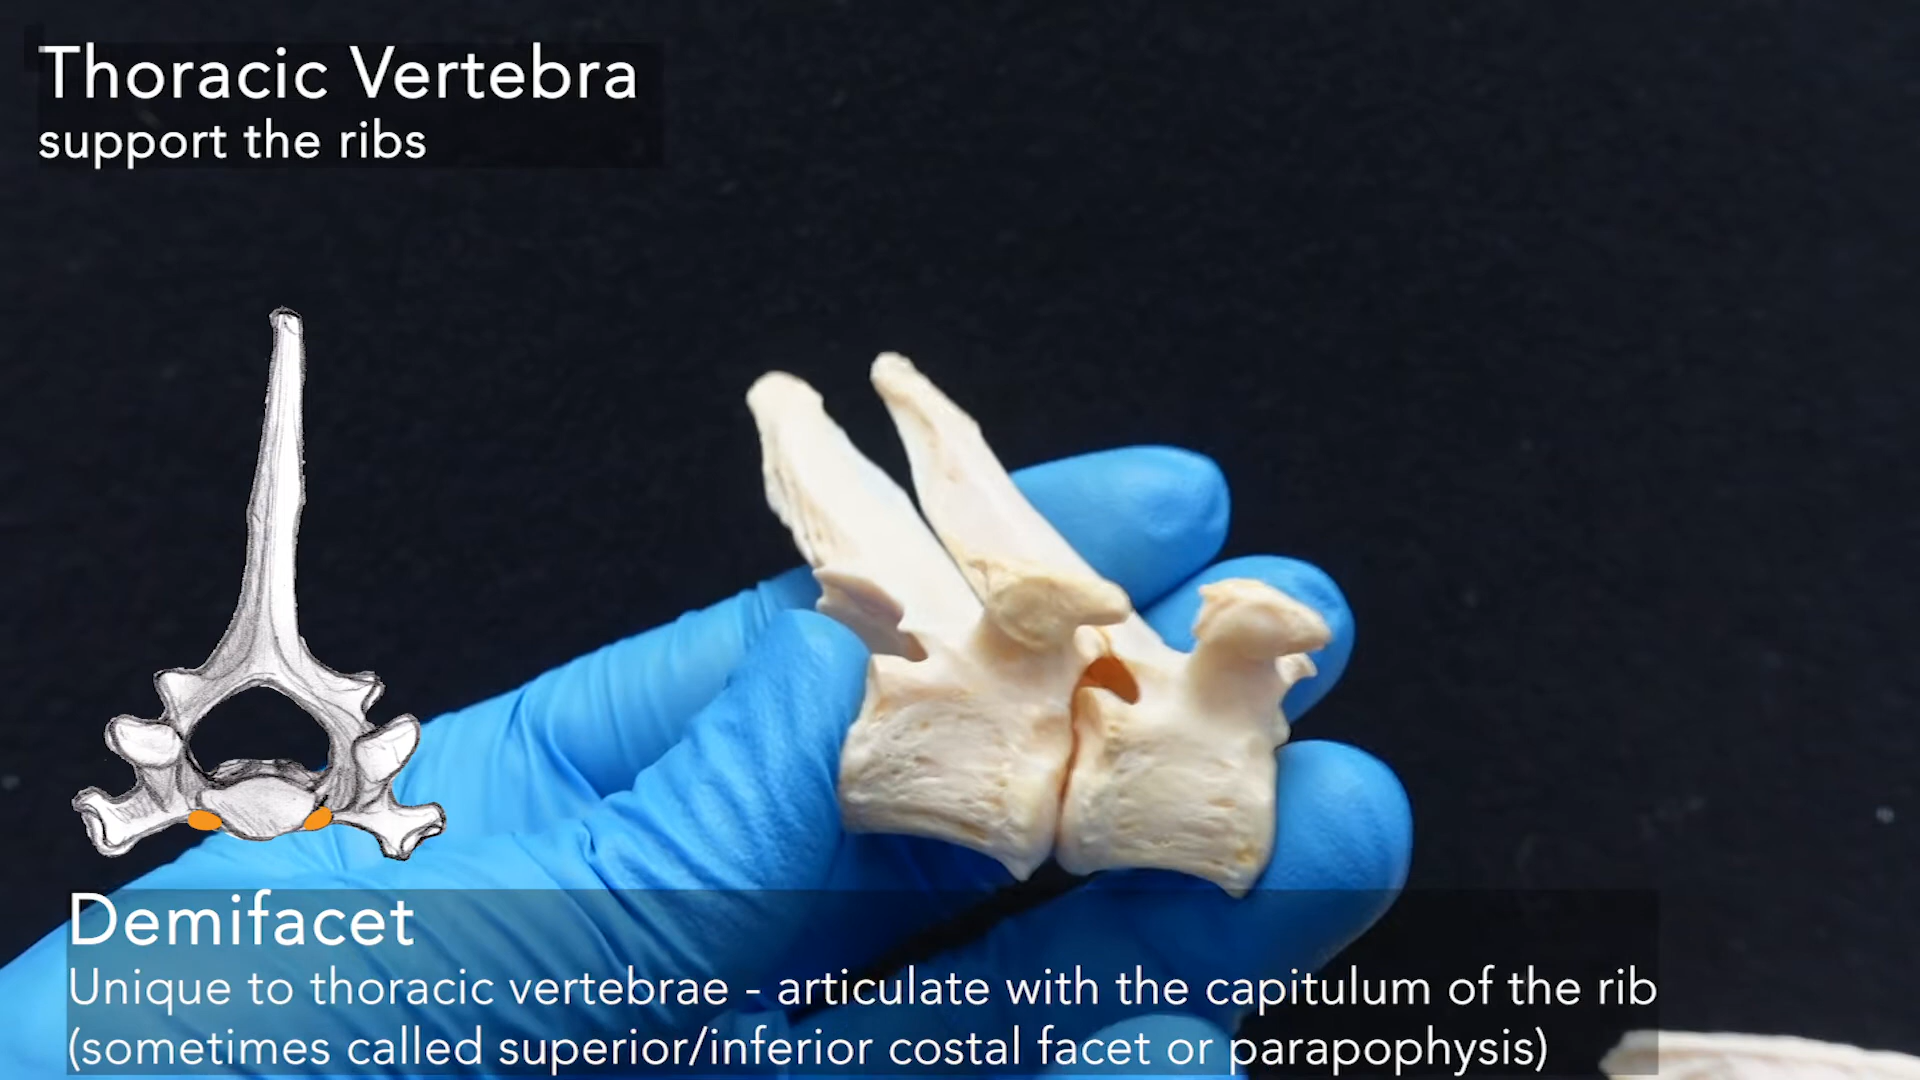 Thoracic Vertebra
support the ribs
Demifacet
Unique to thoracic vertebrae - articulate with the capitulum of the rib
(sometimes called superior/inferior costal facet or parapophysis)